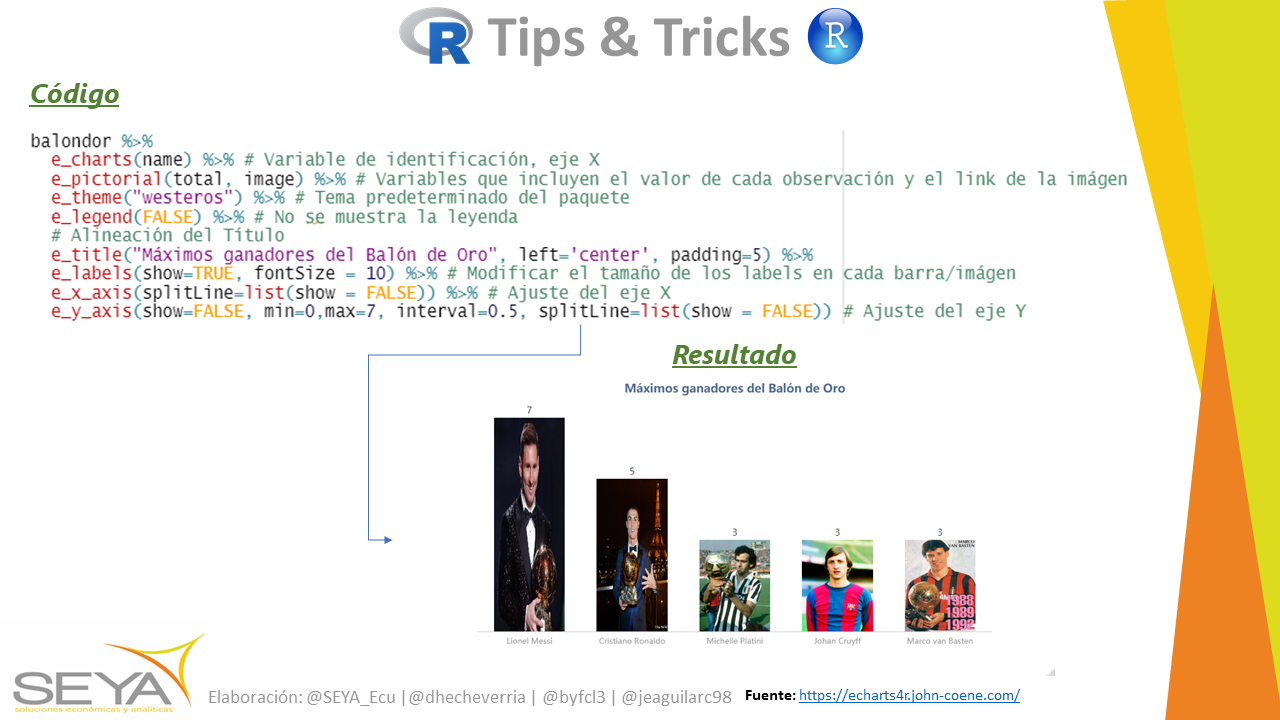 R Tips & Tricks R
Código
balondor %>%
e_charts(name) %>% # Variable de identificación, eje X
e_pictorial(total, image) %>% # Variables que incluyen el valor de cada observación y el link de la imágen
e_theme("westeros") %>% # Tema predeterminado del paquete
e_legend(FALSE) %>% # No se muestra la leyenda
# Alineación del Título
e_title("Máximos ganadores del Balón de Oro", left='center', padding=5) %>%
e_labels(show=TRUE, fontSize = 10) %>% # Modificar el tamaño de los labels en cada barra/imágen
e_x_axis(splitLine=list(show = FALSE)) %>% # Ajuste del eje X
e_y_axis(show=FALSE, min=0,max=7, interval=0.5, splitLine=list(show = FALSE)) # Ajuste del eje Y
Resultado
Máximos ganadores del Balón de Oro
7
5
3
3
3
MARCO
VAN BASTEN
1988
1989
1992
Lionel Messi
Cristiano Ronaldo
Michelle Platini
Johan Cruyff
Marco van Basten
SEYA
soluciones económicas y analíticas
Elaboración: @SEYA_Ecu |@dhecheverria | @byfcl3 | @jeaguilarc98
Fuente: https://echarts4r.john-coene.com/